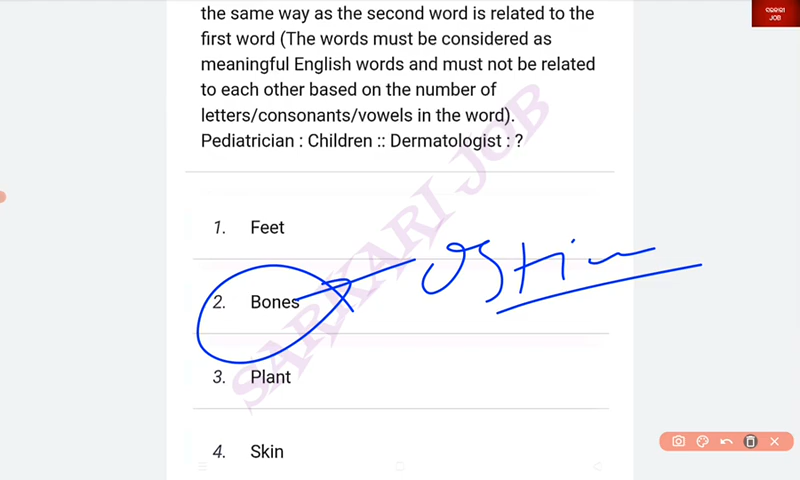 the same way as the second word is related to the
first word (The words must be considered as
meaningful English words and must not be related
to each other based on the number of
letters/consonants/vowels in the word).
Pediatrician : Children :: Dermatologist : ?
1. Feet
2. Bones
3. Plant
4. Skin
SARKARI JOB
ସରକାରୀ
JOB